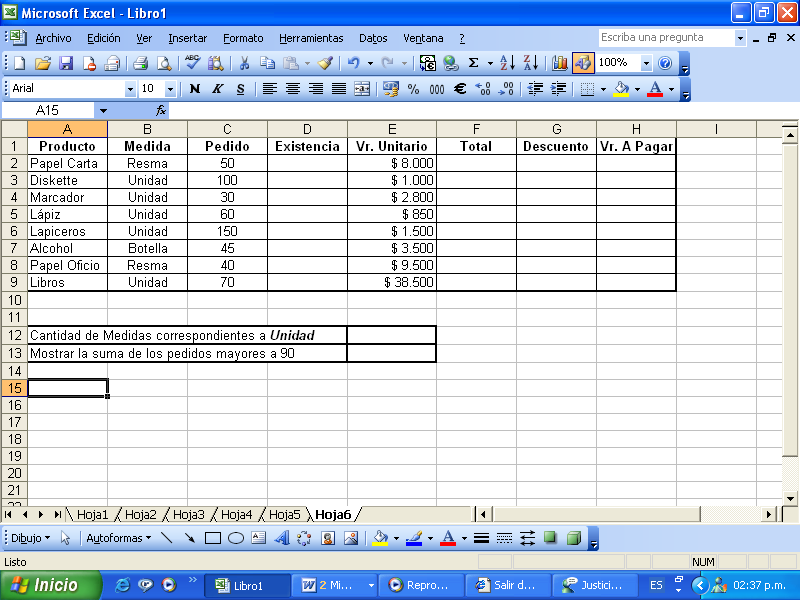 Microsoft Excel - Libro1
Archivo Edición Ver Insertar Formato Herramientas Datos Ventana ? Escriba una pregunta
100%
Arial 10 N K S % 000 €
A15 fx
A B C D E F G H I
1 Producto Medida Pedido Existencia Vr. Unitario Total Descuento Vr. A Pagar
2 Papel Carta Resma 50 $ 8.000
3 Diskette Unidad 100 $ 1.000
4 Marcador Unidad 30 $ 2.800
5 Lápiz Unidad 60 $ 850
6 Lapiceros Unidad 150 $ 1.500
7 Alcohol Botella 45 $ 3.500
8 Papel Oficio Resma 40 $ 9.500
9 Libros Unidad 70 $ 38.500
10
11
12 Cantidad de Medidas correspondientes a Unidad
13 Mostrar la suma de los pedidos mayores a 90
14
15
16
17
18
19
20
21
Hoja1 Hoja2 Hoja3 Hoja4 Hoja5 Hoja6
Dibujo Autoformas
Listo NUM
Inicio Libro1 2 Mi... Repro... Salir d... Justici... ES 02:37 p.m.